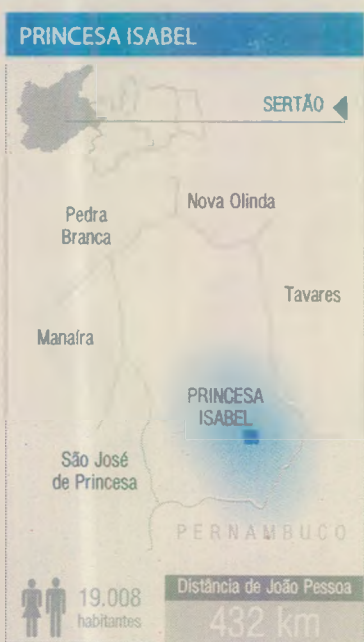 PRINCESA ISABEL
SERTÃO
Nova Olinda
Pedra
Branca
Tavares
Manaíra
PRINCESA
ISABEL
São José
de Princesa
PERNAMBUCO
19.008
habitantes
Distância de João Pessoa
432 km